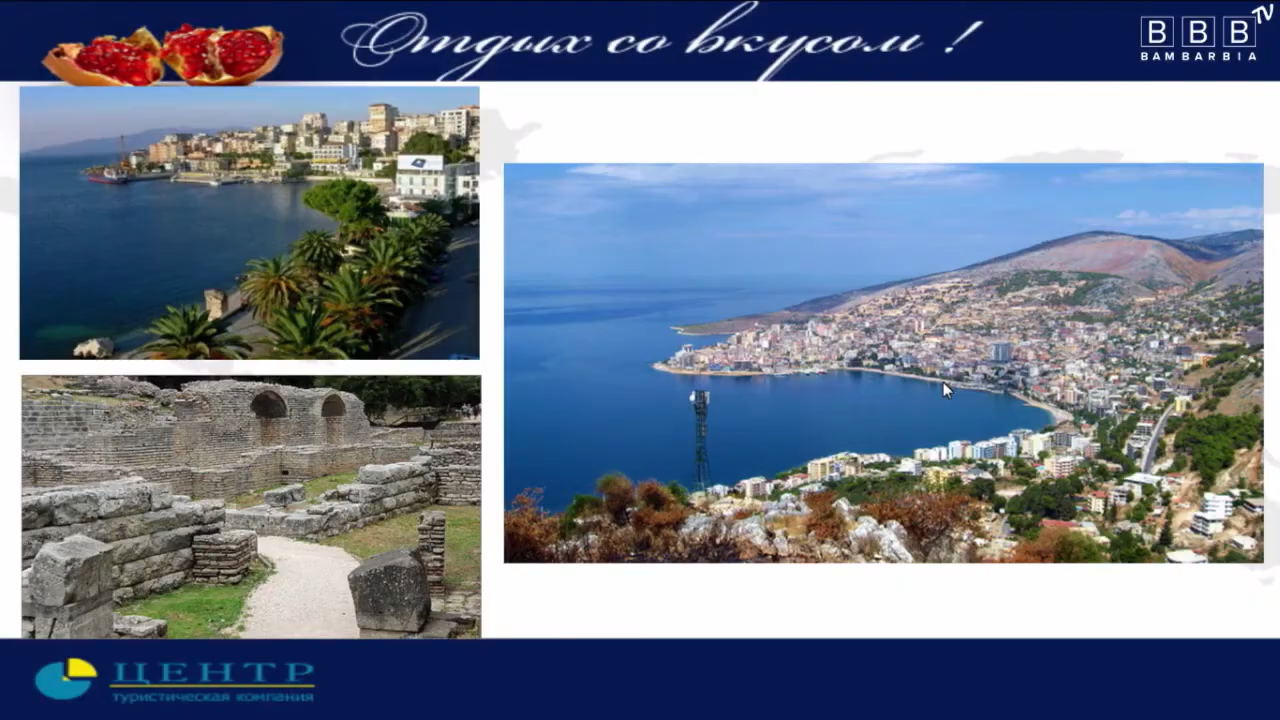 Отдых со вкусом !
BBB TV
BAMBARBIA
ЦЕНТР
туристическая компания